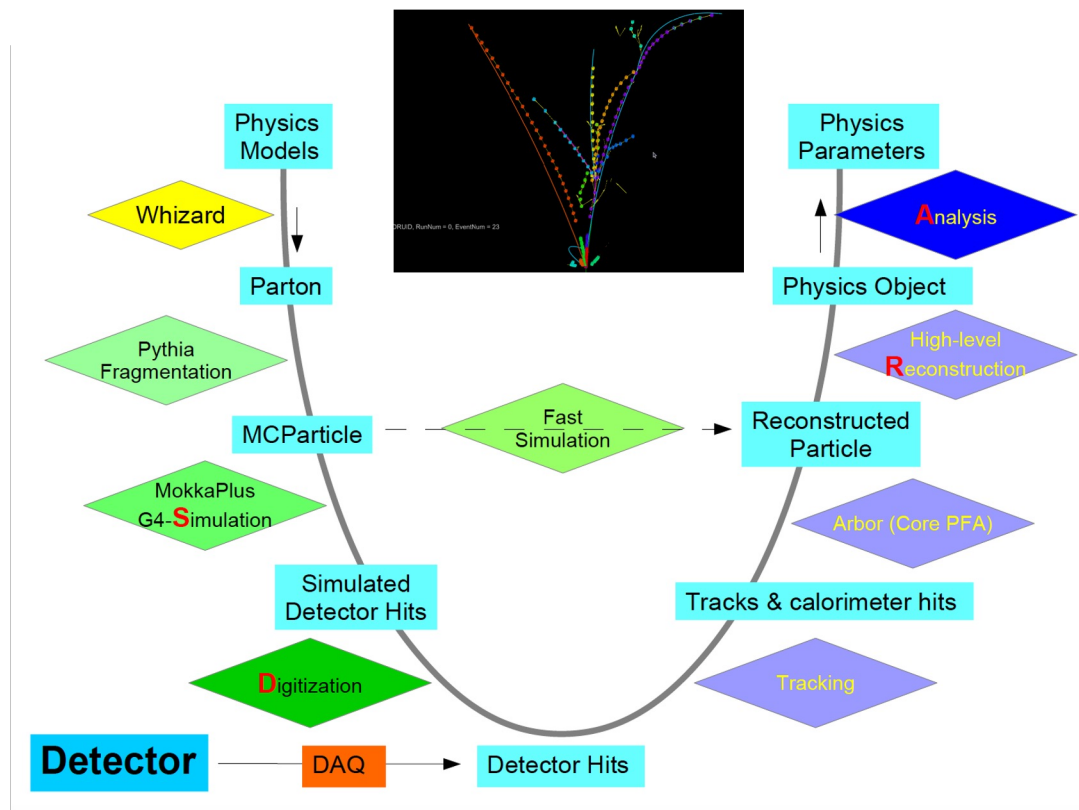 DRUID, RunNum = 0, EventNum = 23
Physics
Models
Physics
Parameters
Whizard
Analysis
Parton
Physics Object
Pythia
Fragmentation
High-level
Reconstruction
MCParticle
Fast
Simulation
Reconstructed
Particle
MokkaPlus
G4-Simulation
Arbor (Core PFA)
Simulated
Detector Hits
Tracks & calorimeter hits
Digitization
Tracking
Detector
DAQ
Detector Hits